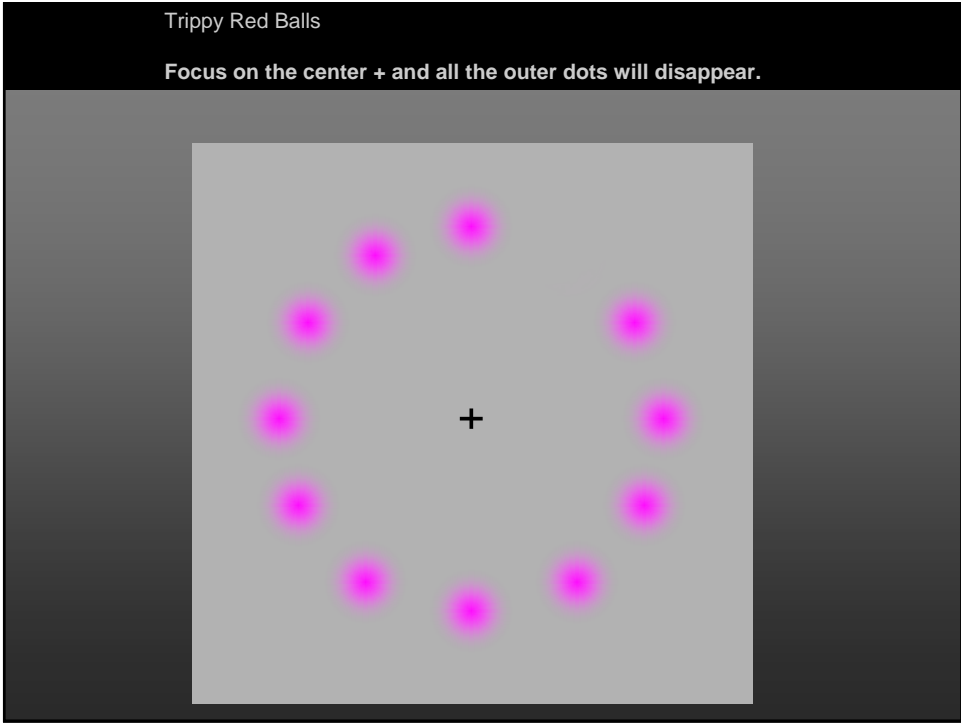 Trippy Red Balls
Focus on the center + and all the outer dots will disappear.
+